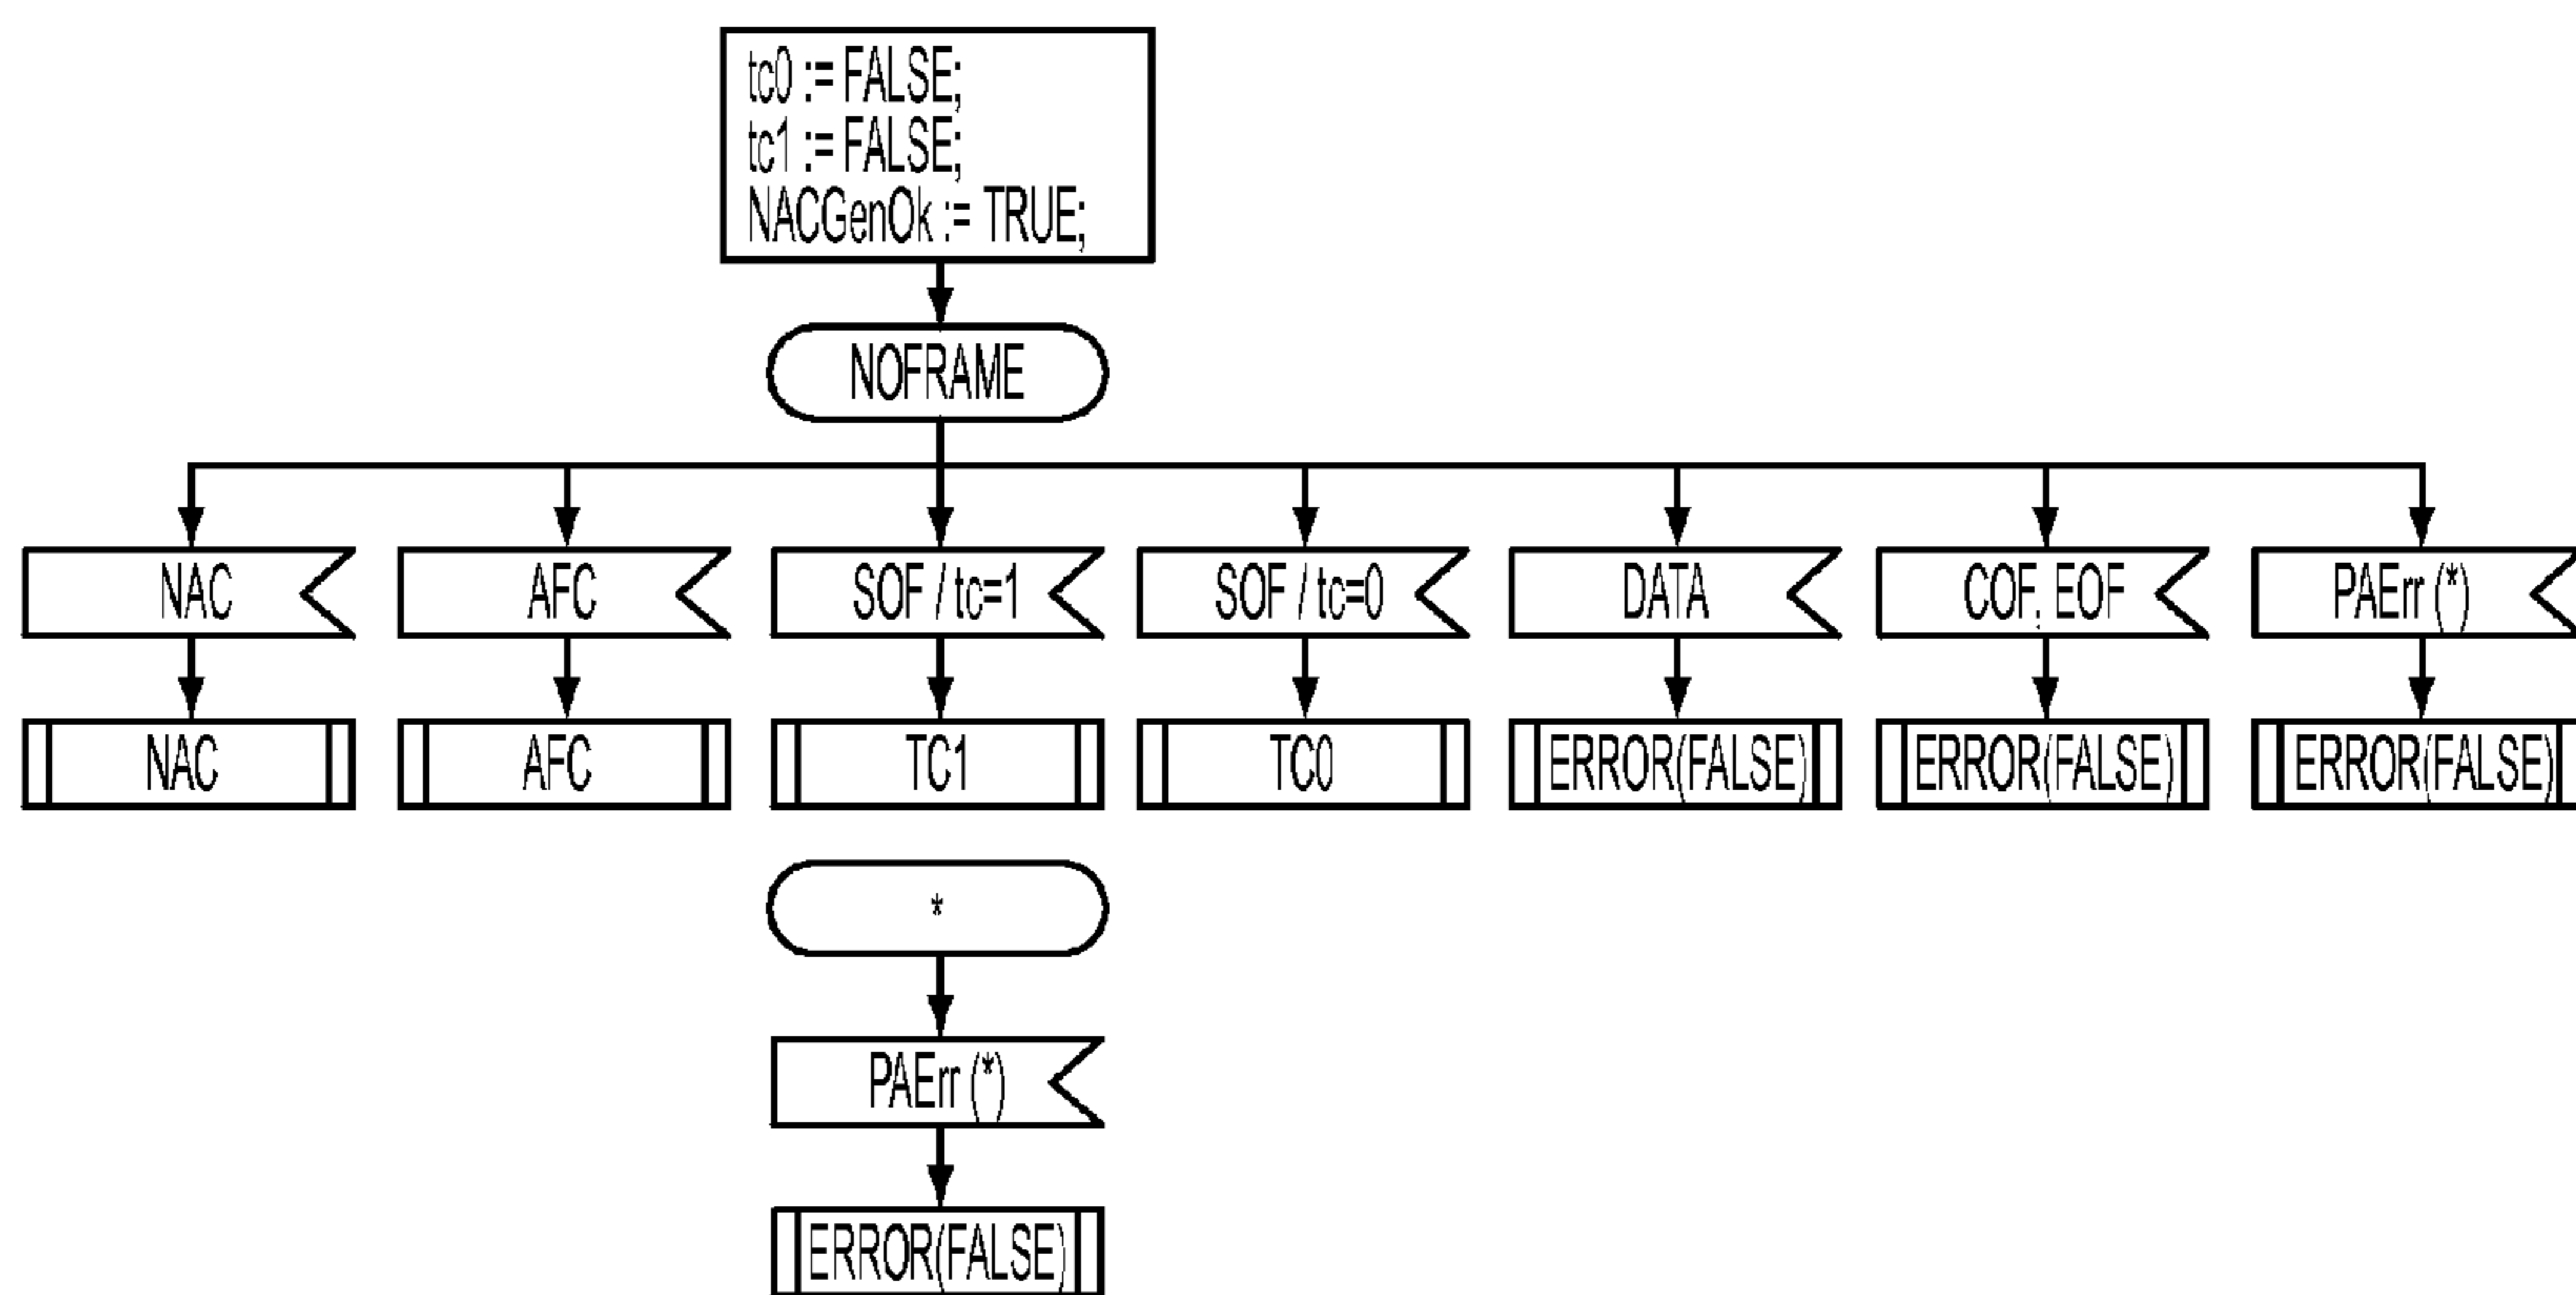 tc0 := FALSE;
tc1 := FALSE;
NACGenOk := TRUE;
NOFRAME
NAC
AFC
SOF / tc=1
SOF / tc=0
DATA
COF, EOF
PAErr (*)
NAC
AFC
TC1
TC0
ERROR(FALSE)
ERROR(FALSE)
ERROR(FALSE)
*
PAErr (*)
ERROR(FALSE)